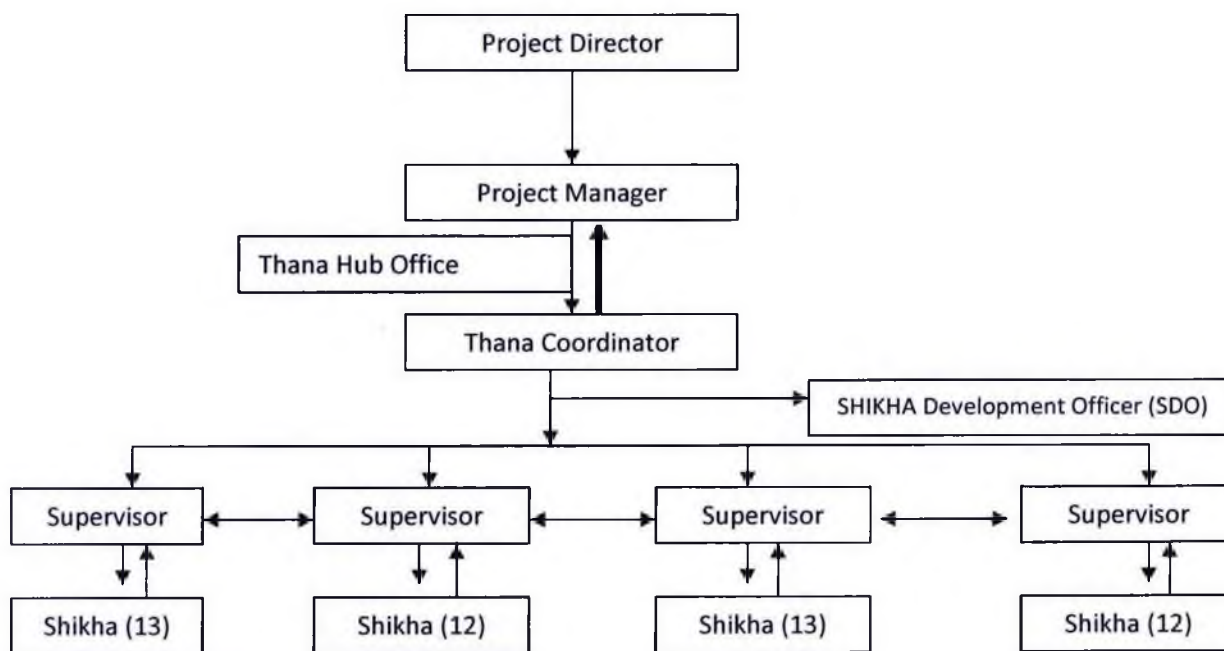 Project Director
Project Manager
Thana Hub Office
Thana Coordinator
SHIKHA Development Officer (SDO)
Supervisor
Supervisor
Supervisor
Supervisor
Shikha (13)
Shikha (12)
Shikha (13)
Shikha (12)